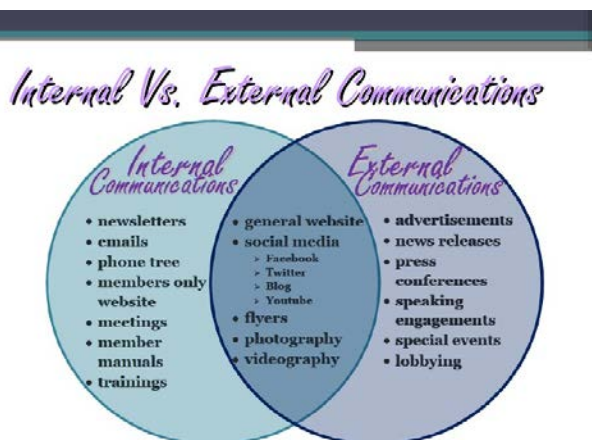 Internal Vs. External Communications
Internal
Communications
• newsletters
• emails
• phone tree
• members only
website
• meetings
• member
manuals
• trainings
• general website
• social media
➢ Facebook
➢ Twitter
➢ Blog
➢ Youtube
• flyers
• photography
• videography
External
Communications
• advertisements
• news releases
• press
conferences
• speaking
engagements
• special events
• lobbying